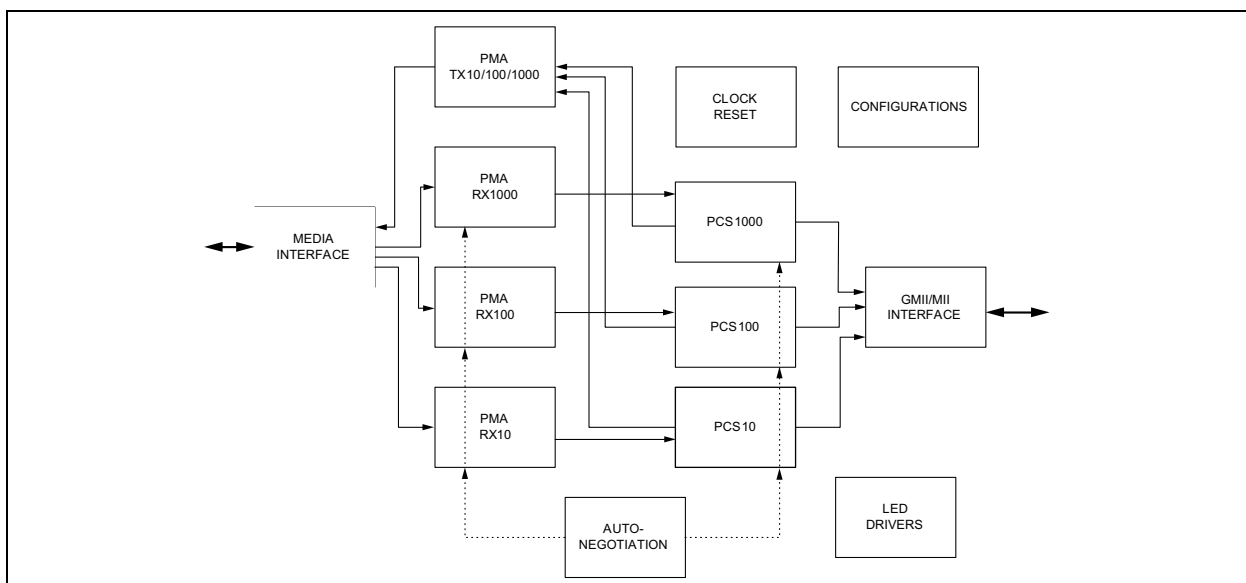 PMA
TX10/100/1000
CLOCK
RESET
CONFIGURATIONS
PMA
RX1000
PCS1000
MEDIA
INTERFACE
PMA
RX100
PCS100
GMII/MII
INTERFACE
PMA
RX10
PCS10
AUTO-
NEGOTIATION
LED
DRIVERS